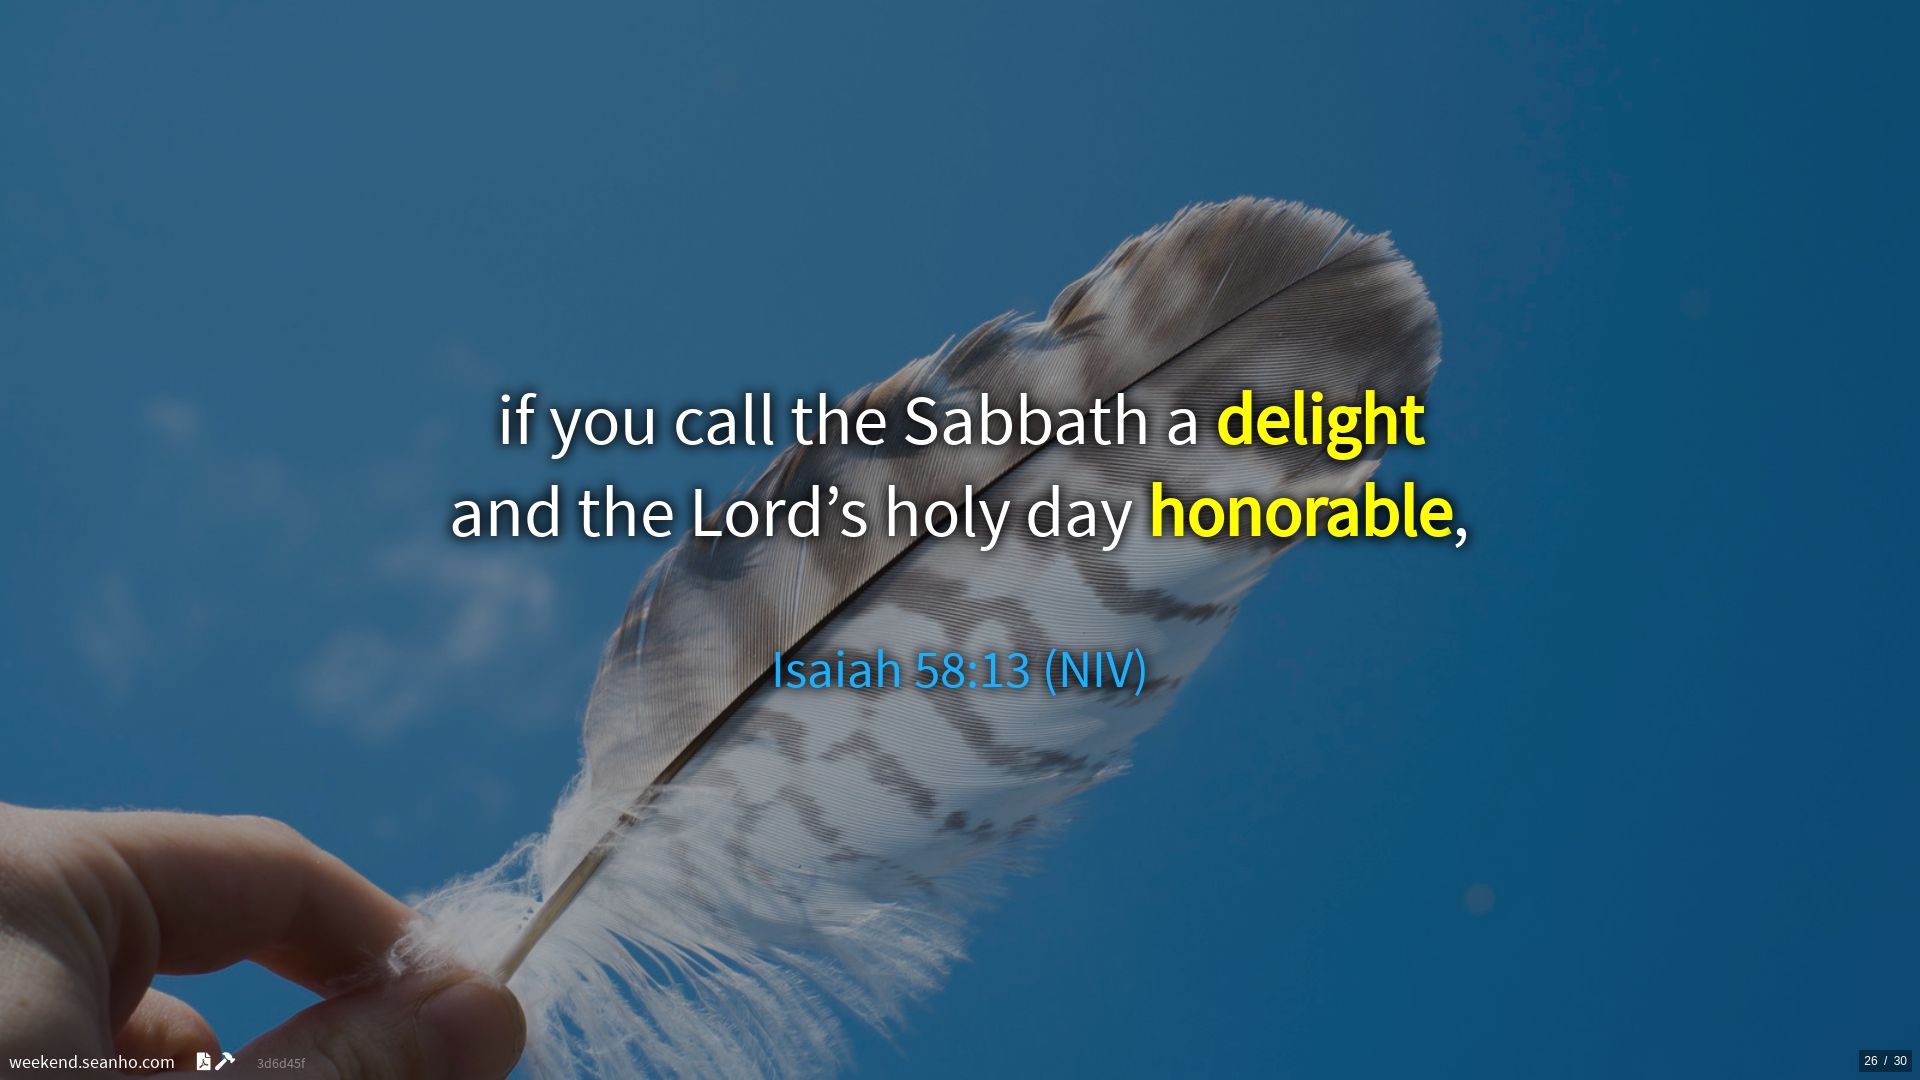 if you call the Sabbath a delight
and the Lord’s holy day honorable,
Isaiah 58:13 (NIV)
weekend.seanho.com 3d6d45f
26 / 30